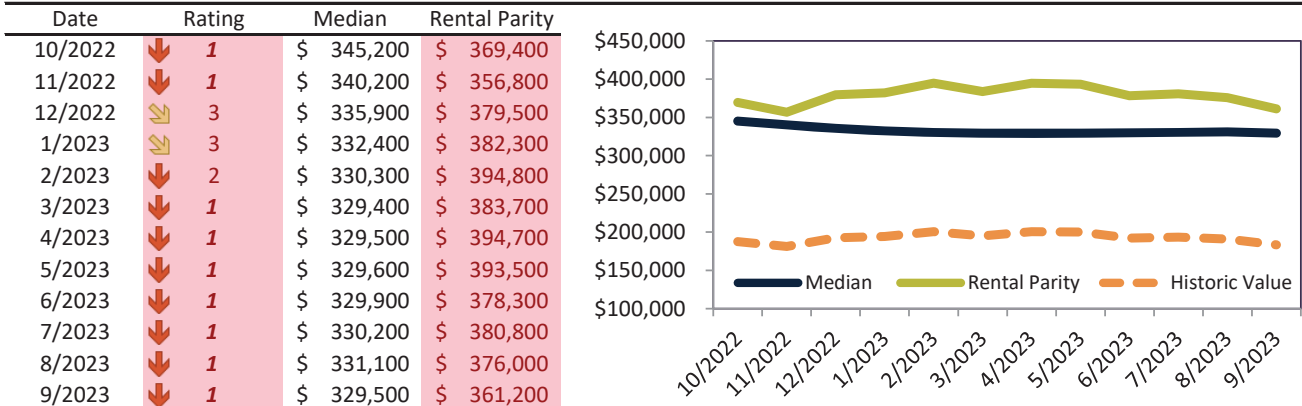 Date Rating Median Rental Parity
10/2022 1 $ 345,200 $ 369,400
11/2022 1 $ 340,200 $ 356,800
12/2022 3 $ 335,900 $ 379,500
1/2023 3 $ 332,400 $ 382,300
2/2023 2 $ 330,300 $ 394,800
3/2023 1 $ 329,400 $ 383,700
4/2023 1 $ 329,500 $ 394,700
5/2023 1 $ 329,600 $ 393,500
6/2023 1 $ 329,900 $ 378,300
7/2023 1 $ 330,200 $ 380,800
8/2023 1 $ 331,100 $ 376,000
9/2023 1 $ 329,500 $ 361,200
$450,000
$400,000
$350,000
$300,000
$250,000
$200,000
$150,000
$100,000
Median Rental Parity Historic Value
10/2022 11/2022 12/2022 1/2023 2/2023 3/2023 4/2023 5/2023 6/2023 7/2023 8/2023 9/2023